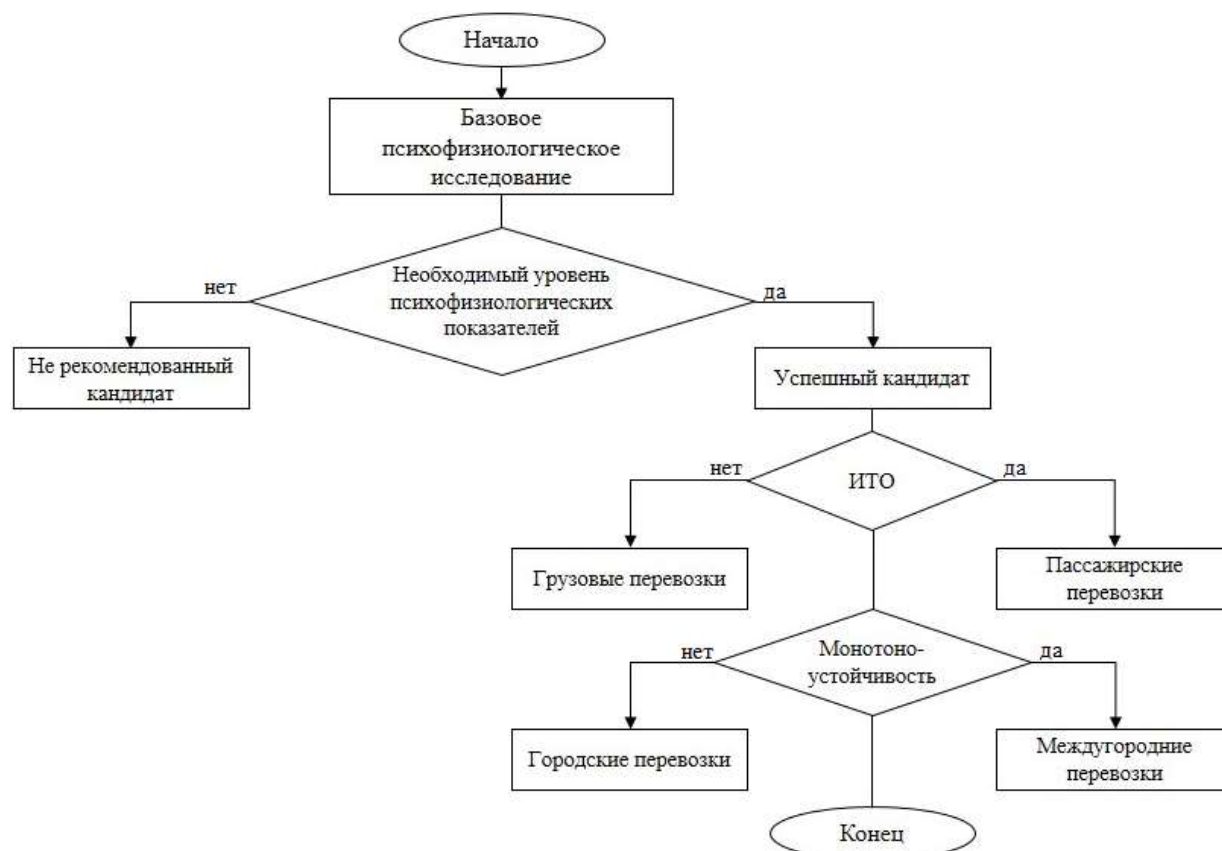 Начало
Базовое
психофизиологическое
исследование
Необходимый уровень
психофизиологических
показателей
нет
да
Не рекомендованный
кандидат
Успешный кандидат
нет
ИТО
да
Грузовые перевозки
Пассажирские
перевозки
нет
Монотоно-
устойчивость
да
Городские перевозки
Междугородние
перевозки
Конец